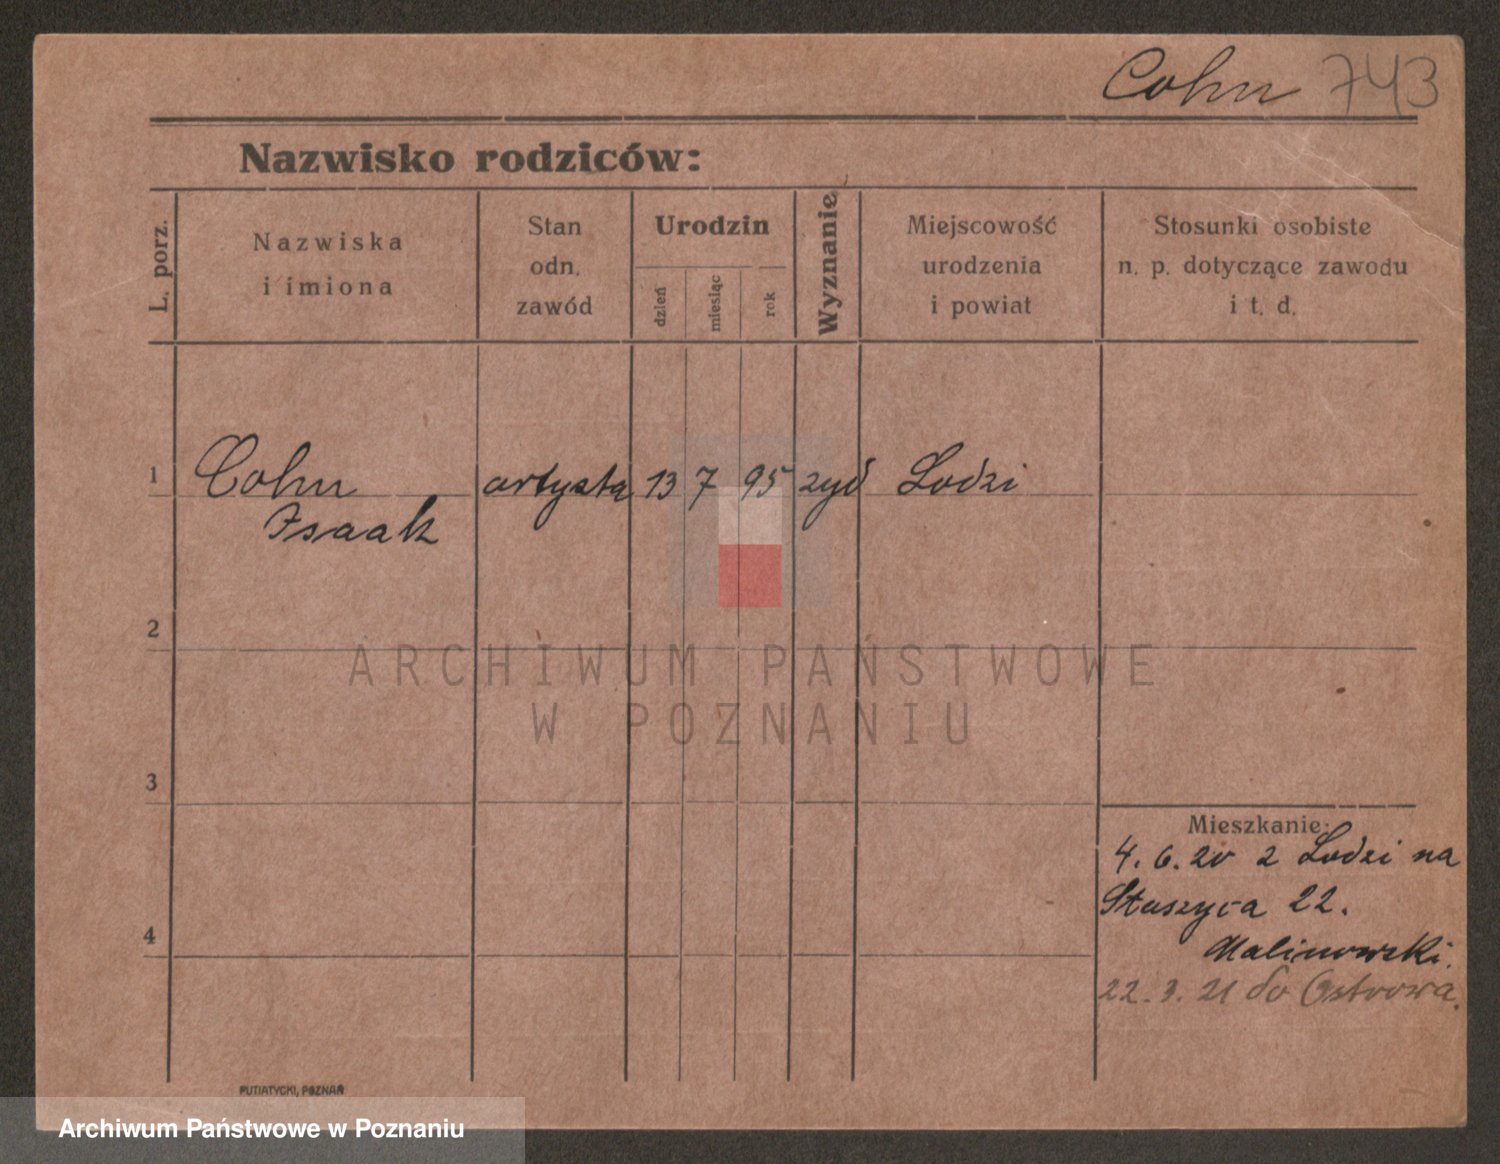 Cohn 743
Nazwisko rodziców:
L. porz.
Nazwiska
i imiona
Stan
odn.
zawód
Urodzin
dzień
miesiąc
rok
Wyznanie
Miejscowość
urodzenia
i powiat
Stosunki osobiste
n. p. dotyczące zawodu
i t. d.
1
Cohn
Isaak
artysta
13
7
95
zyd
Lodzi
2
3
4
ARCHIWUM PAŃSTWOWE
W POZNANIU
Mieszkanie:
4. 6. 20 z Lodzi na
Staszyca 22.
Malinowski.
22. 3. 21 do Ostrowa.
PUTIATYCKI, POZNAŃ
Archiwum Państwowe w Poznaniu